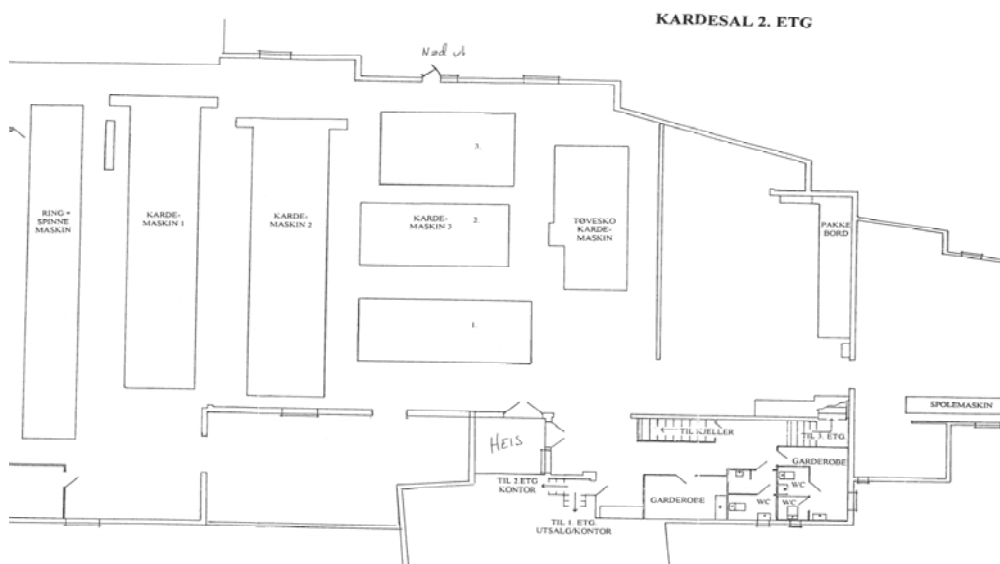 KARDESAL 2. ETG
Nød ut
3.
RING +
SPINNE
MASKIN
KARDE-
MASKIN 1
KARDE-
MASKIN 2
KARDE-
MASKIN 3
2.
TØVESKO
KARDE-
MASKIN
PAKKE
BORD
1.
SPOLEMASKIN
HEIS
TIL KJELLER
TIL 3. ETG.
GARDEROBE
TIL 2.ETG
KONTOR
GARDEROBE
WC
WC
WC
TIL 1. ETG.
UTSALG/KONTOR